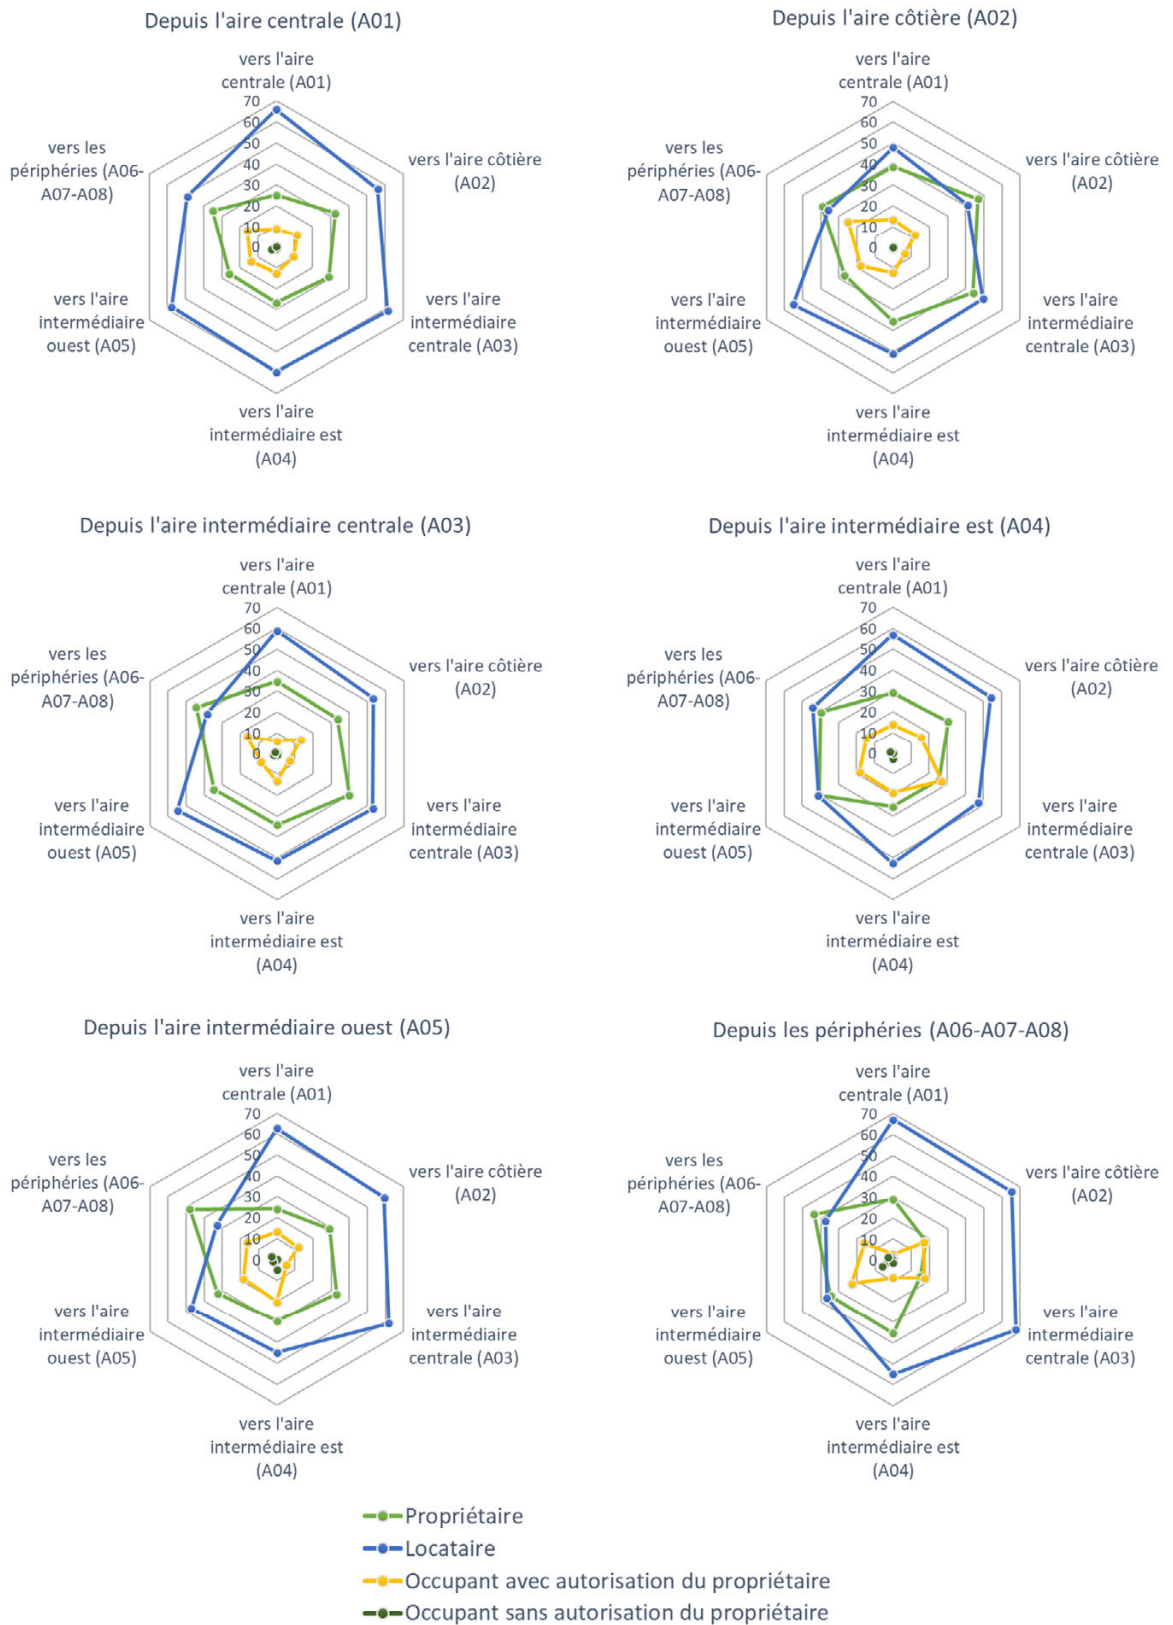 Depuis l'aire centrale (A01)
vers l'aire
centrale (A01)
70
60
50
40
30
20
10
0
vers l'aire côtière
(A02)
vers l'aire
intermédiaire
centrale (A03)
vers l'aire
intermédiaire est
(A04)
vers l'aire
intermédiaire
ouest (A05)
vers les
périphéries (A06-
A07-A08)
Depuis l'aire côtière (A02)
vers l'aire
centrale (A01)
70
60
50
40
30
20
10
0
vers l'aire côtière
(A02)
vers l'aire
intermédiaire
centrale (A03)
vers l'aire
intermédiaire est
(A04)
vers l'aire
intermédiaire
ouest (A05)
vers les
périphéries (A06-
A07-A08)
Depuis l'aire intermédiaire centrale (A03)
vers l'aire
centrale (A01)
70
60
50
40
30
20
10
0
vers l'aire côtière
(A02)
vers l'aire
intermédiaire
centrale (A03)
vers l'aire
intermédiaire est
(A04)
vers l'aire
intermédiaire
ouest (A05)
vers les
périphéries (A06-
A07-A08)
Depuis l'aire intermédiaire est (A04)
vers l'aire
centrale (A01)
70
60
50
40
30
20
10
0
vers l'aire côtière
(A02)
vers l'aire
intermédiaire
centrale (A03)
vers l'aire
intermédiaire est
(A04)
vers l'aire
intermédiaire
ouest (A05)
vers les
périphéries (A06-
A07-A08)
Depuis l'aire intermédiaire ouest (A05)
vers l'aire
centrale (A01)
70
60
50
40
30
20
10
0
vers l'aire côtière
(A02)
vers l'aire
intermédiaire
centrale (A03)
vers l'aire
intermédiaire est
(A04)
vers l'aire
intermédiaire
ouest (A05)
vers les
périphéries (A06-
A07-A08)
Depuis les périphéries (A06-A07-A08)
vers l'aire
centrale (A01)
70
60
50
40
30
20
10
0
vers l'aire côtière
(A02)
vers l'aire
intermédiaire
centrale (A03)
vers l'aire
intermédiaire est
(A04)
vers l'aire
intermédiaire
ouest (A05)
vers les
périphéries (A06-
A07-A08)
Propriétaire
Locataire
Occupant avec autorisation du propriétaire
Occupant sans autorisation du propriétaire